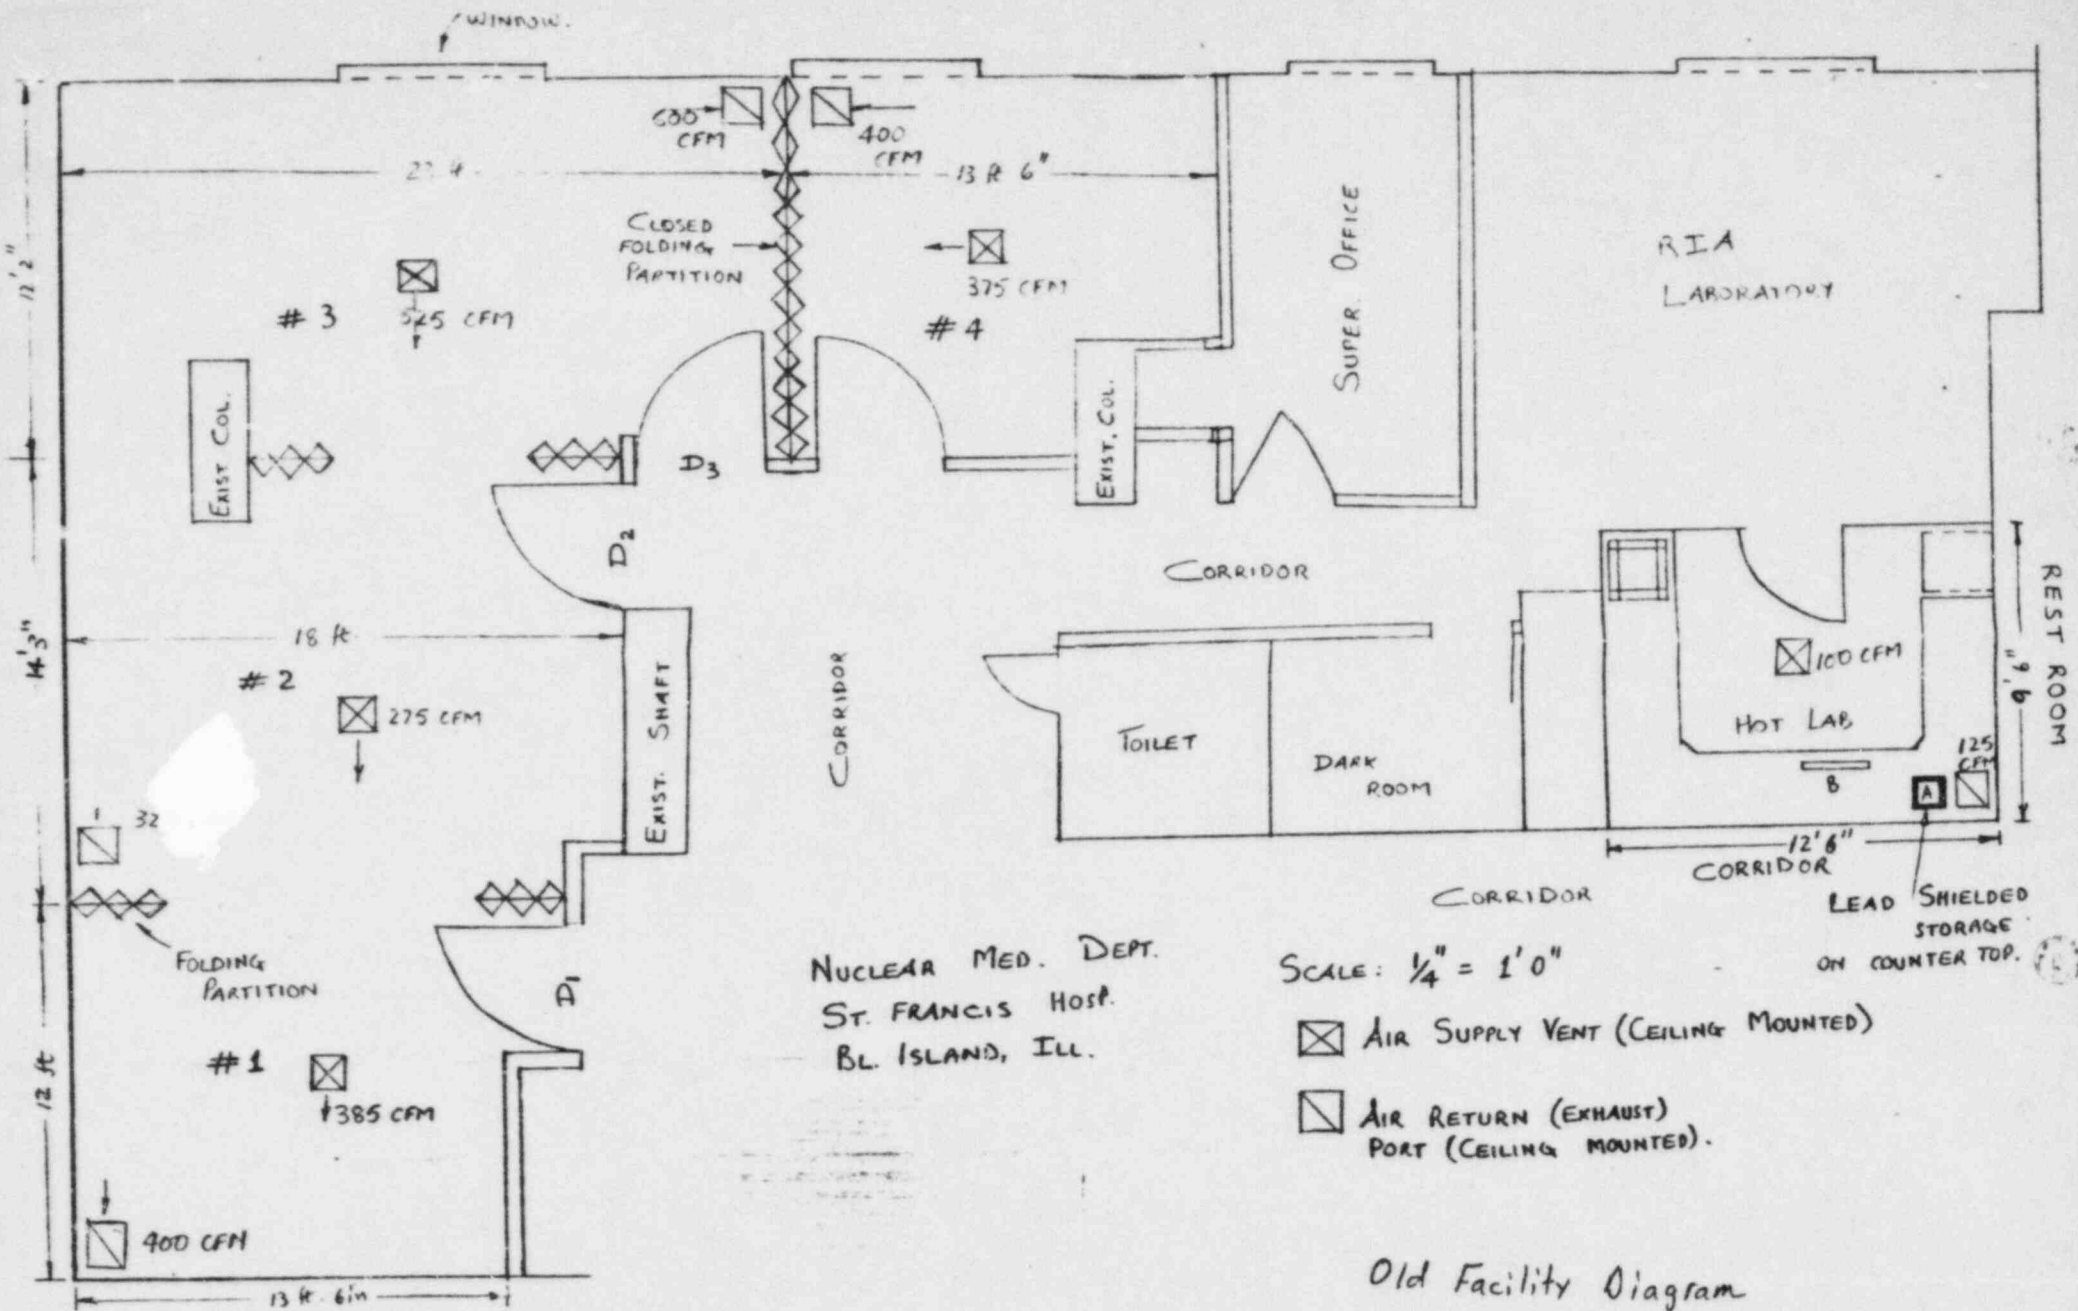 WINDOW.
600
CFM
400
CFM
13 ft 6"
12'2"
CLOSED
FOLDING
PARTITION
# 3
CFM
375 CFM
# 4
SUPER OFFICE
RIA
LABORATORY
EXIST COL.
D3
EXIST. COL.
D2
CORRIDOR
14'3"
18 ft.
# 2
275 CFM
EXIST. SHAFT
CORRIDOR
TOILET
DARK
ROOM
100 CFM
HOT LAB
125
CFM
B
A
9'6"
REST ROOM
32
12'6"
CORRIDOR
CORRIDOR
LEAD SHIELDED
STORAGE
ON COUNTER TOP.
FOLDING
PARTITION
D1
# 1
385 CFM
12 ft
400 CFM
13 ft. 6in
NUCLEAR MED. DEPT.
ST. FRANCIS HOSP.
BL. ISLAND, ILL.
SCALE: 1/4" = 1'0"
AIR SUPPLY VENT (CEILING MOUNTED)
AIR RETURN (EXHAUST)
PORT (CEILING MOUNTED).
Old Facility Diagram